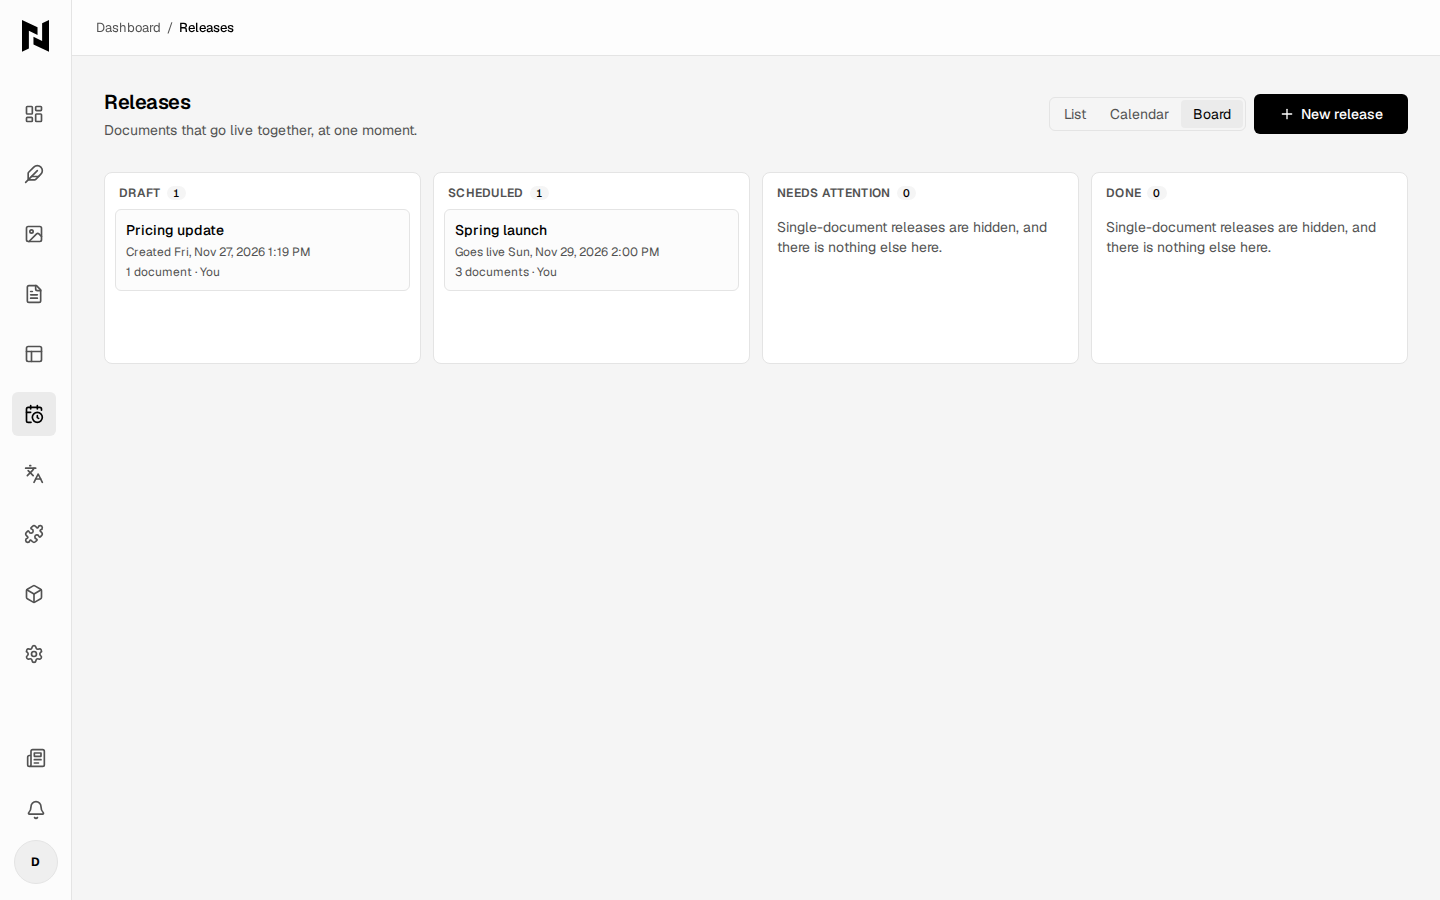 Dashboard / Releases
Releases
Documents that go live together, at one moment.
List Calendar Board
+ New release
DRAFT 1
Pricing update
Created Fri, Nov 27, 2026 1:19 PM
1 document · You
SCHEDULED 1
Spring launch
Goes live Sun, Nov 29, 2026 2:00 PM
3 documents · You
NEEDS ATTENTION 0
Single-document releases are hidden, and
there is nothing else here.
DONE 0
Single-document releases are hidden, and
there is nothing else here.
D